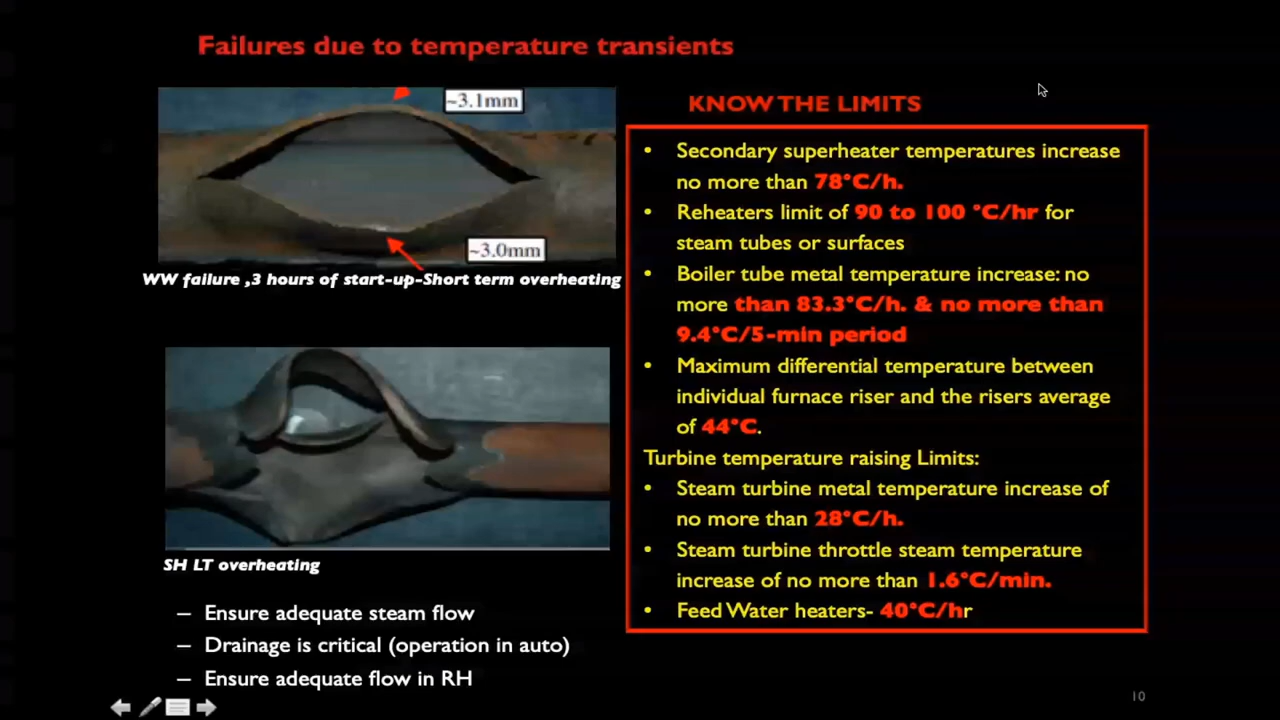 Failures due to temperature transients
~3.1mm
~3.0mm
WW failure ,3 hours of start-up-Short term overheating
SH LT overheating
– Ensure adequate steam flow
– Drainage is critical (operation in auto)
– Ensure adequate flow in RH
KNOW THE LIMITS
• Secondary superheater temperatures increase
no more than 78°C/h.
• Reheaters limit of 90 to 100 °C/hr for
steam tubes or surfaces
• Boiler tube metal temperature increase: no
more than 83.3°C/h. & no more than
9.4°C/5-min period
• Maximum differential temperature between
individual furnace riser and the risers average
of 44°C.
Turbine temperature raising Limits:
• Steam turbine metal temperature increase of
no more than 28°C/h.
• Steam turbine throttle steam temperature
increase of no more than 1.6°C/min.
• Feed Water heaters- 40°C/hr
10